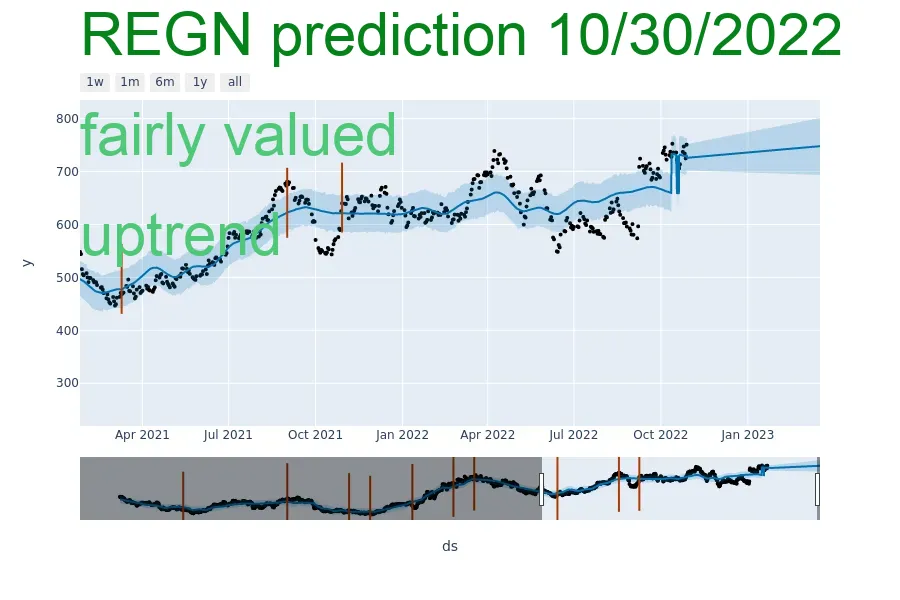 REGN prediction 10/30/2022
1w 1m 6m 1y all
fairly valued
uptrend
800
700
600
500
400
300
y
Apr 2021 Jul 2021 Oct 2021 Jan 2022 Apr 2022 Jul 2022 Oct 2022 Jan 2023
ds